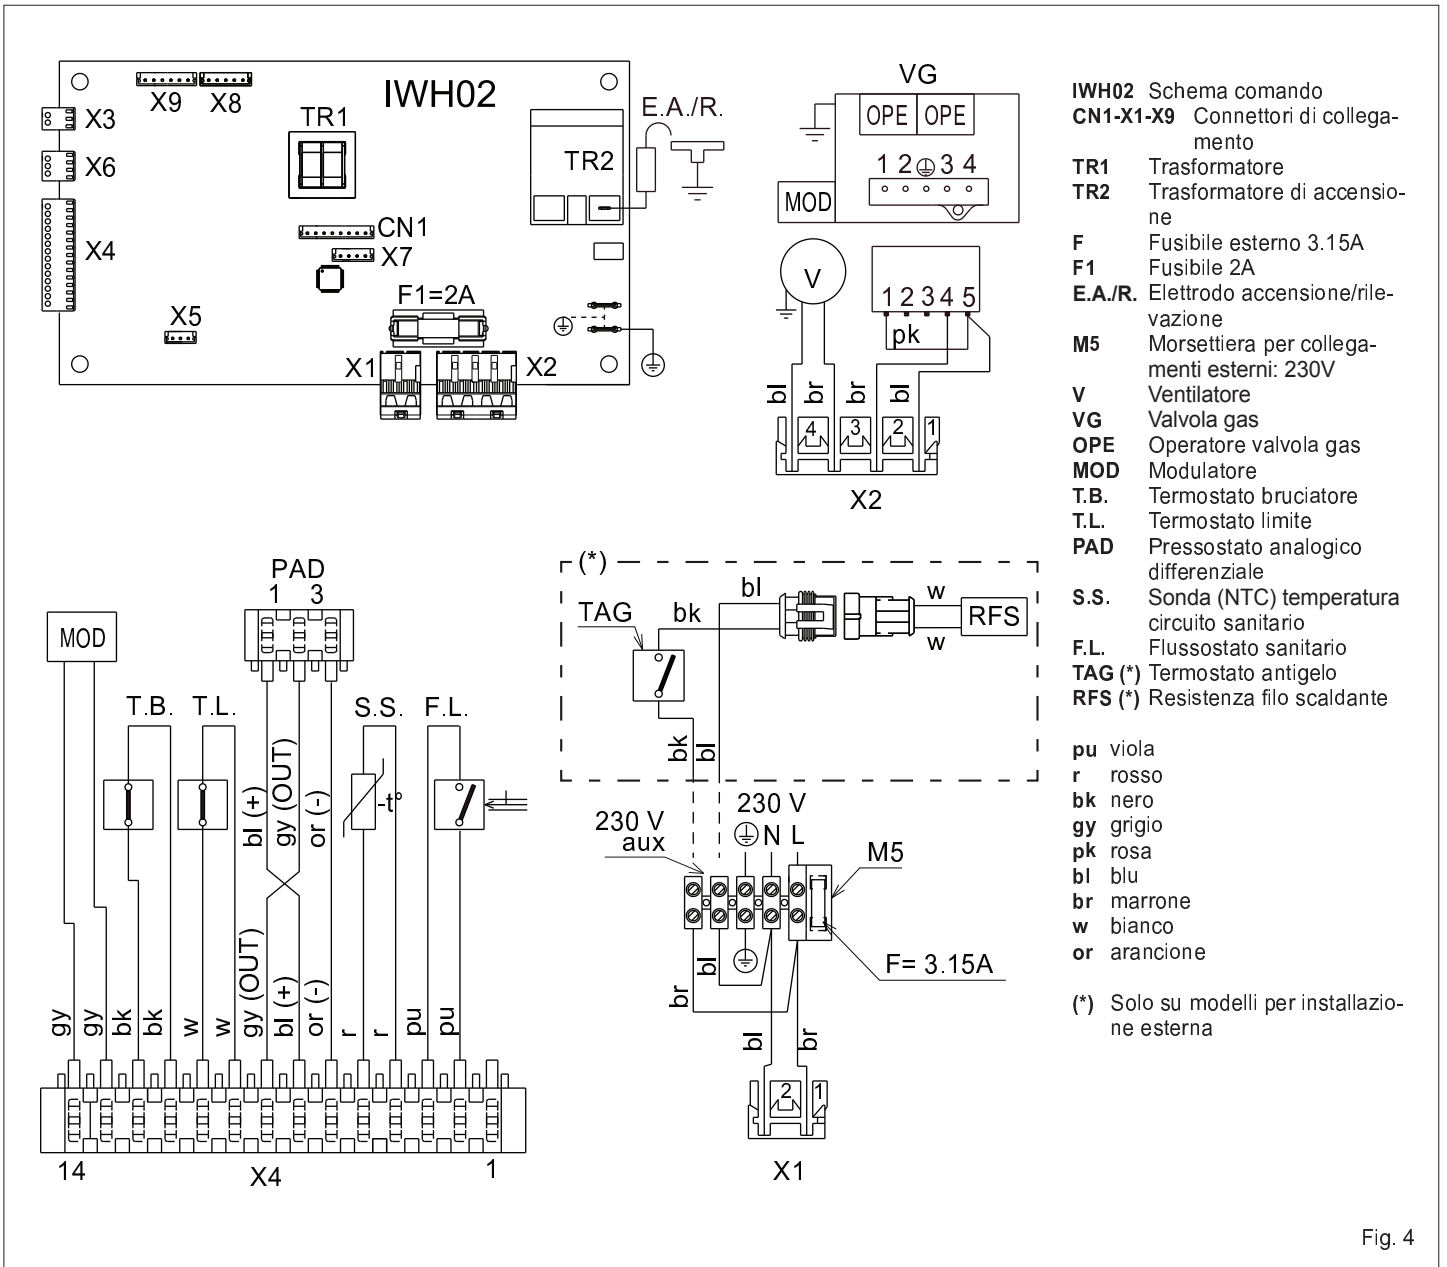 IWH02
X9 X8
X3
X6
X4
TR1
TR2
E.A./R.
CN1
X7
F1=2A
X5
X1
X2
VG
OPE OPE
1 2 3 4
MOD
V
1 2 3 4 5
pk
bl
br
br
bl
4 3 2 1
X2
IWH02 Schema comando
CN1-X1-X9 Connettori di collega-
mento
TR1 Trasformatore
TR2 Trasformatore di accensio-
ne
F Fusibile esterno 3.15A
F1 Fusibile 2A
E.A./R. Elettrodo accensione/rile-
vazione
M5 Morsettiera per collega-
menti esterni: 230V
V Ventilatore
VG Valvola gas
OPE Operatore valvola gas
MOD Modulatore
T.B. Termostato bruciatore
T.L. Termostato limite
PAD Pressostato analogico
differenziale
S.S. Sonda (NTC) temperatura
circuito sanitario
F.L. Flussostato sanitario
TAG (*) Termostato antigelo
RFS (*) Resistenza filo scaldante
pu viola
r rosso
bk nero
gy grigio
pk rosa
bl blu
br marrone
w bianco
or arancione
(*) Solo su modelli per installazio-
ne esterna
PAD
1 3
MOD
T.B. T.L.
S.S. F.L.
-t°
bl (+)
gy (OUT)
or (-)
gy
gy
bk
bk
w
w
gy (OUT)
bl (+)
or (-)
r
r
pu
pu
14
X4
1
(*)
TAG
bk
bl
w
w
RFS
bk
bl
230 V
aux
230 V
N L
M5
F= 3.15A
br
bl
bl
br
2 1
X1
Fig. 4